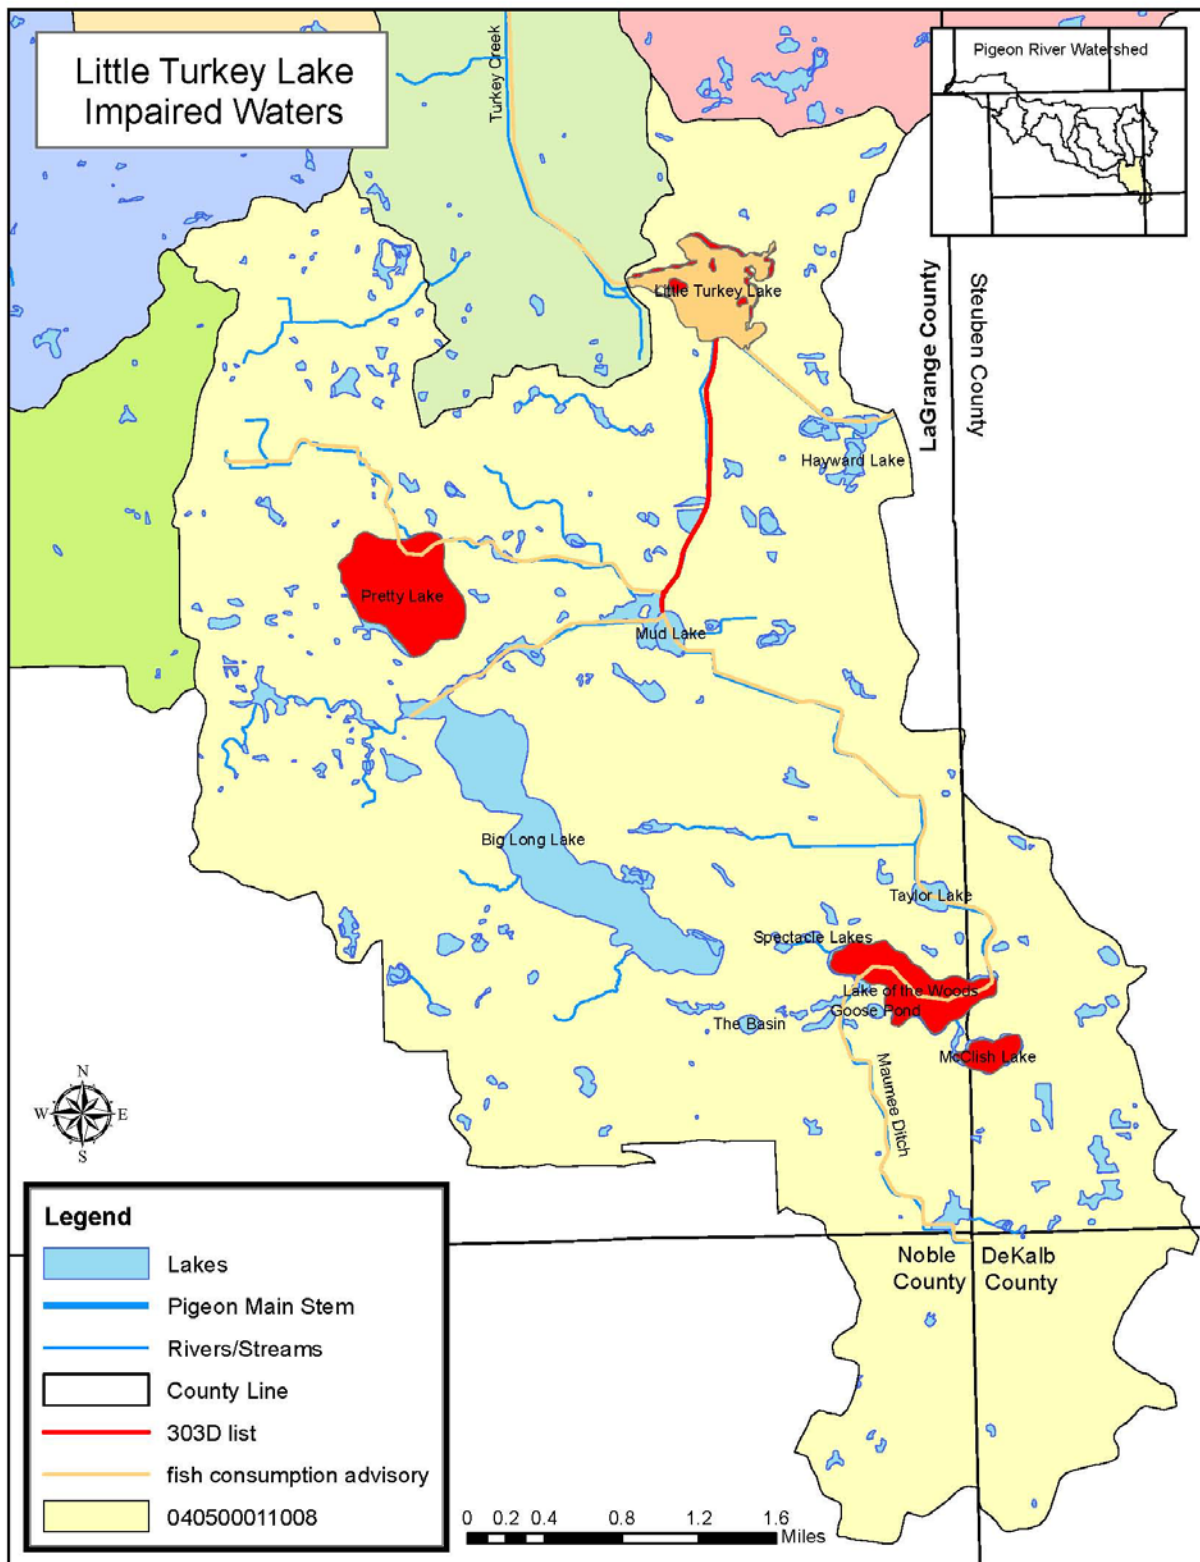 Little Turkey Lake
Impaired Waters
Turkey Creek
Pigeon River Watershed
LaGrange County
Steuben County
Little Turkey Lake
Hayward Lake
Pretty Lake
Mud Lake
Big Long Lake
Taylor Lake
Spectacle Lakes
Lake of the Woods
Goose Pond
The Basin
McClish Lake
Maumee Ditch
N
W
E
S
Noble
County
DeKalb
County
Legend
Lakes
Pigeon Main Stem
Rivers/Streams
County Line
303D list
fish consumption advisory
040500011008
0 0.2 0.4 0.8 1.2 1.6
Miles